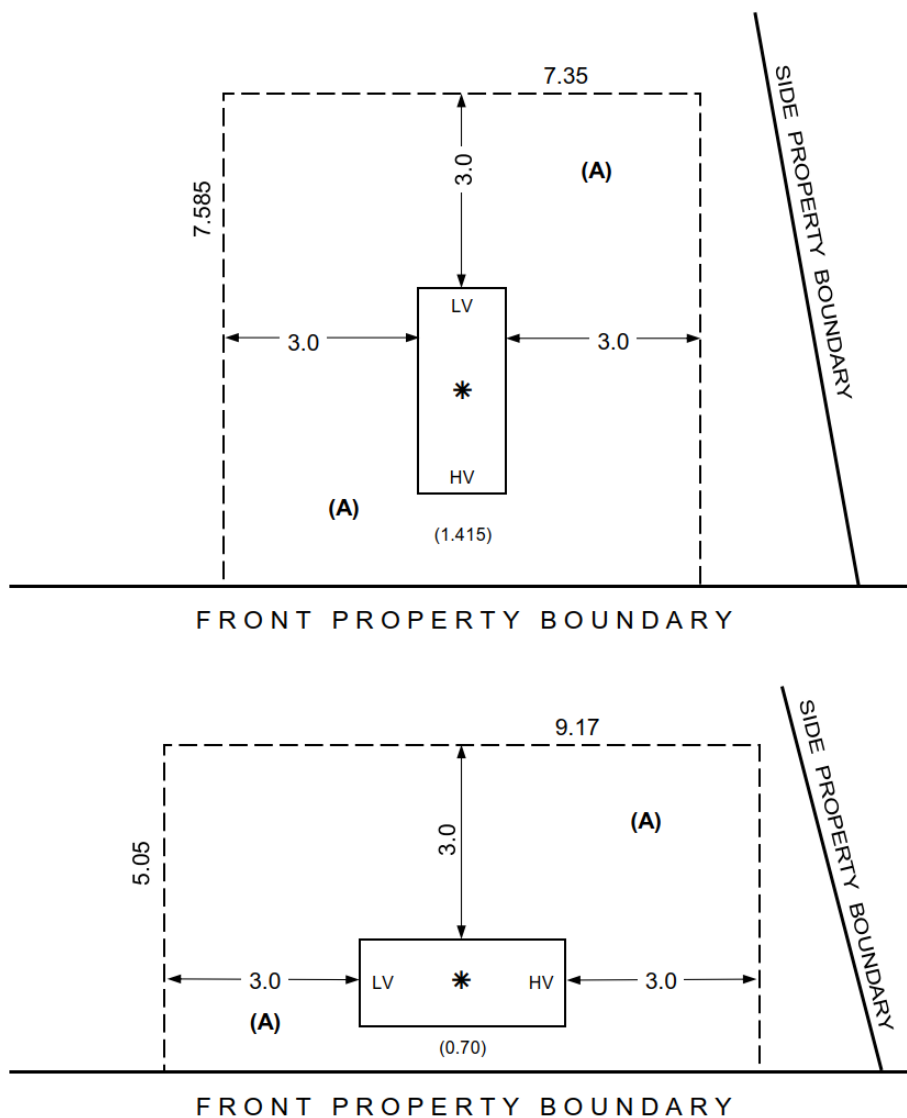 7.35
SIDE PROPERTY BOUNDARY
3.0
(A)
7.585
LV
3.0
3.0
✳
HV
(A)
(1.415)
FRONT PROPERTY BOUNDARY
9.17
SIDE PROPERTY BOUNDARY
(A)
3.0
5.05
3.0
LV
✳
HV
3.0
(A)
(0.70)
FRONT PROPERTY BOUNDARY